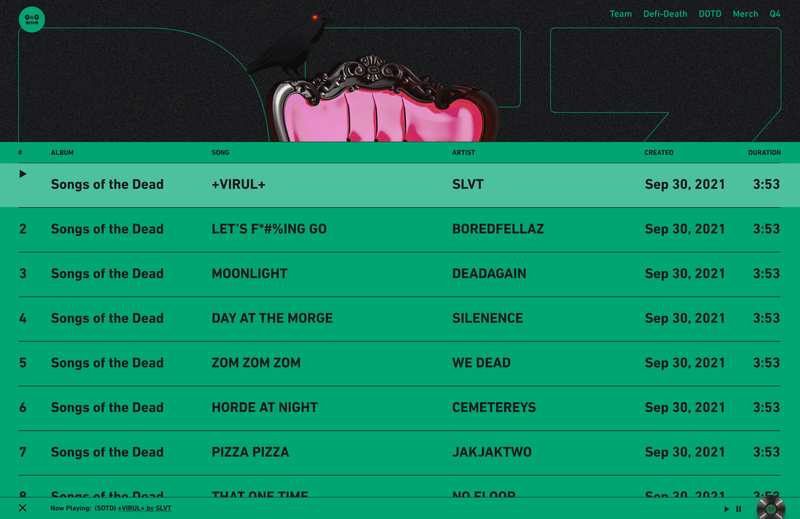 Team Defi-Death DOTD Merch Q4
# ALBUM SONG ARTIST CREATED DURATION
Songs of the Dead +VIRUL+ SLVT Sep 30, 2021 3:53
2 Songs of the Dead LET'S F*#%ING GO BOREDFELLAZ Sep 30, 2021 3:53
3 Songs of the Dead MOONLIGHT DEADAGAIN Sep 30, 2021 3:53
4 Songs of the Dead DAY AT THE MORGE SILENENCE Sep 30, 2021 3:53
5 Songs of the Dead ZOM ZOM ZOM WE DEAD Sep 30, 2021 3:53
6 Songs of the Dead HORDE AT NIGHT CEMETEREYS Sep 30, 2021 3:53
7 Songs of the Dead PIZZA PIZZA JAKJAKTWO Sep 30, 2021 3:53
8 Songs of the Dead THAT ONE TIME NO FLOOR Sep 30, 2021 3:53
Now Playing: (SOTD) +VIRUL+ by SLVT